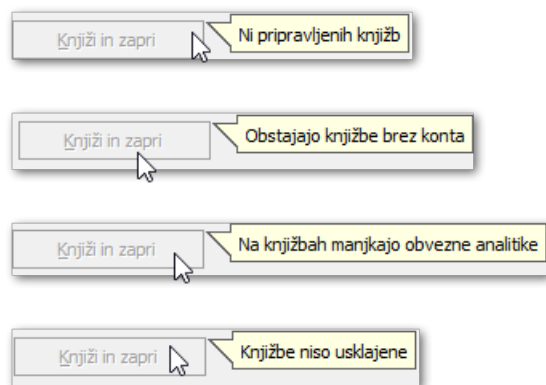 Knjiži in zapri
Ni pripravljenih knjižb
Knjiži in zapri
Obstajajo knjižbe brez konta
Knjiži in zapri
Na knjižbah manjkajo obvezne analitike
Knjiži in zapri
Knjižbe niso usklajene